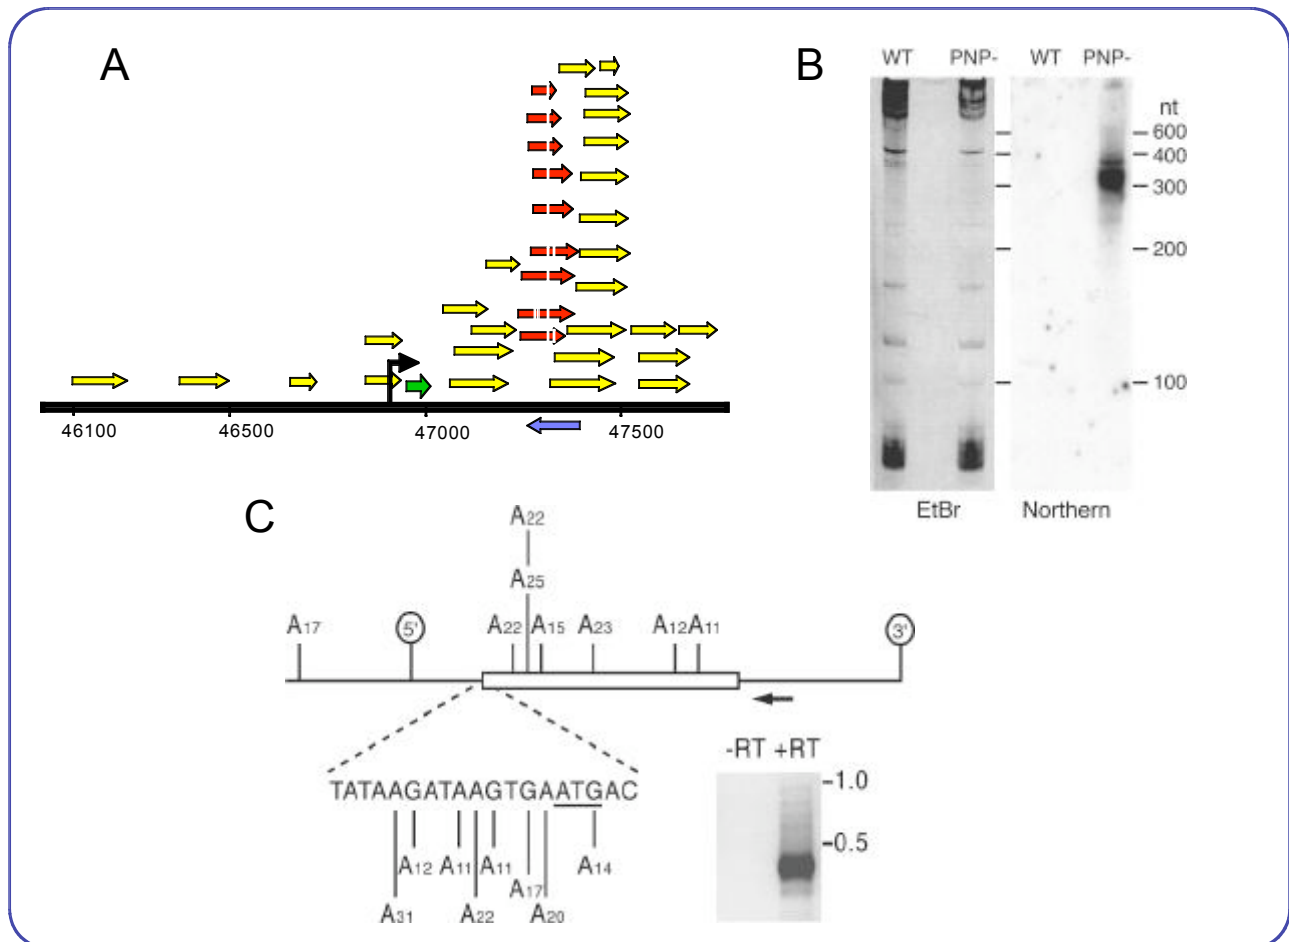 A
46100 46500 47000 47500
B
WT PNP- WT PNP-
nt
600
400
300
200
100
EtBr Northern
C
A22
A25
A17 5' A22 A15 A23 A12 A11 3'
TATAAGATAAGTGAATGAC
A12 A11 A11 A14
A17
A31 A22 A20
-RT +RT
-1.0
-0.5